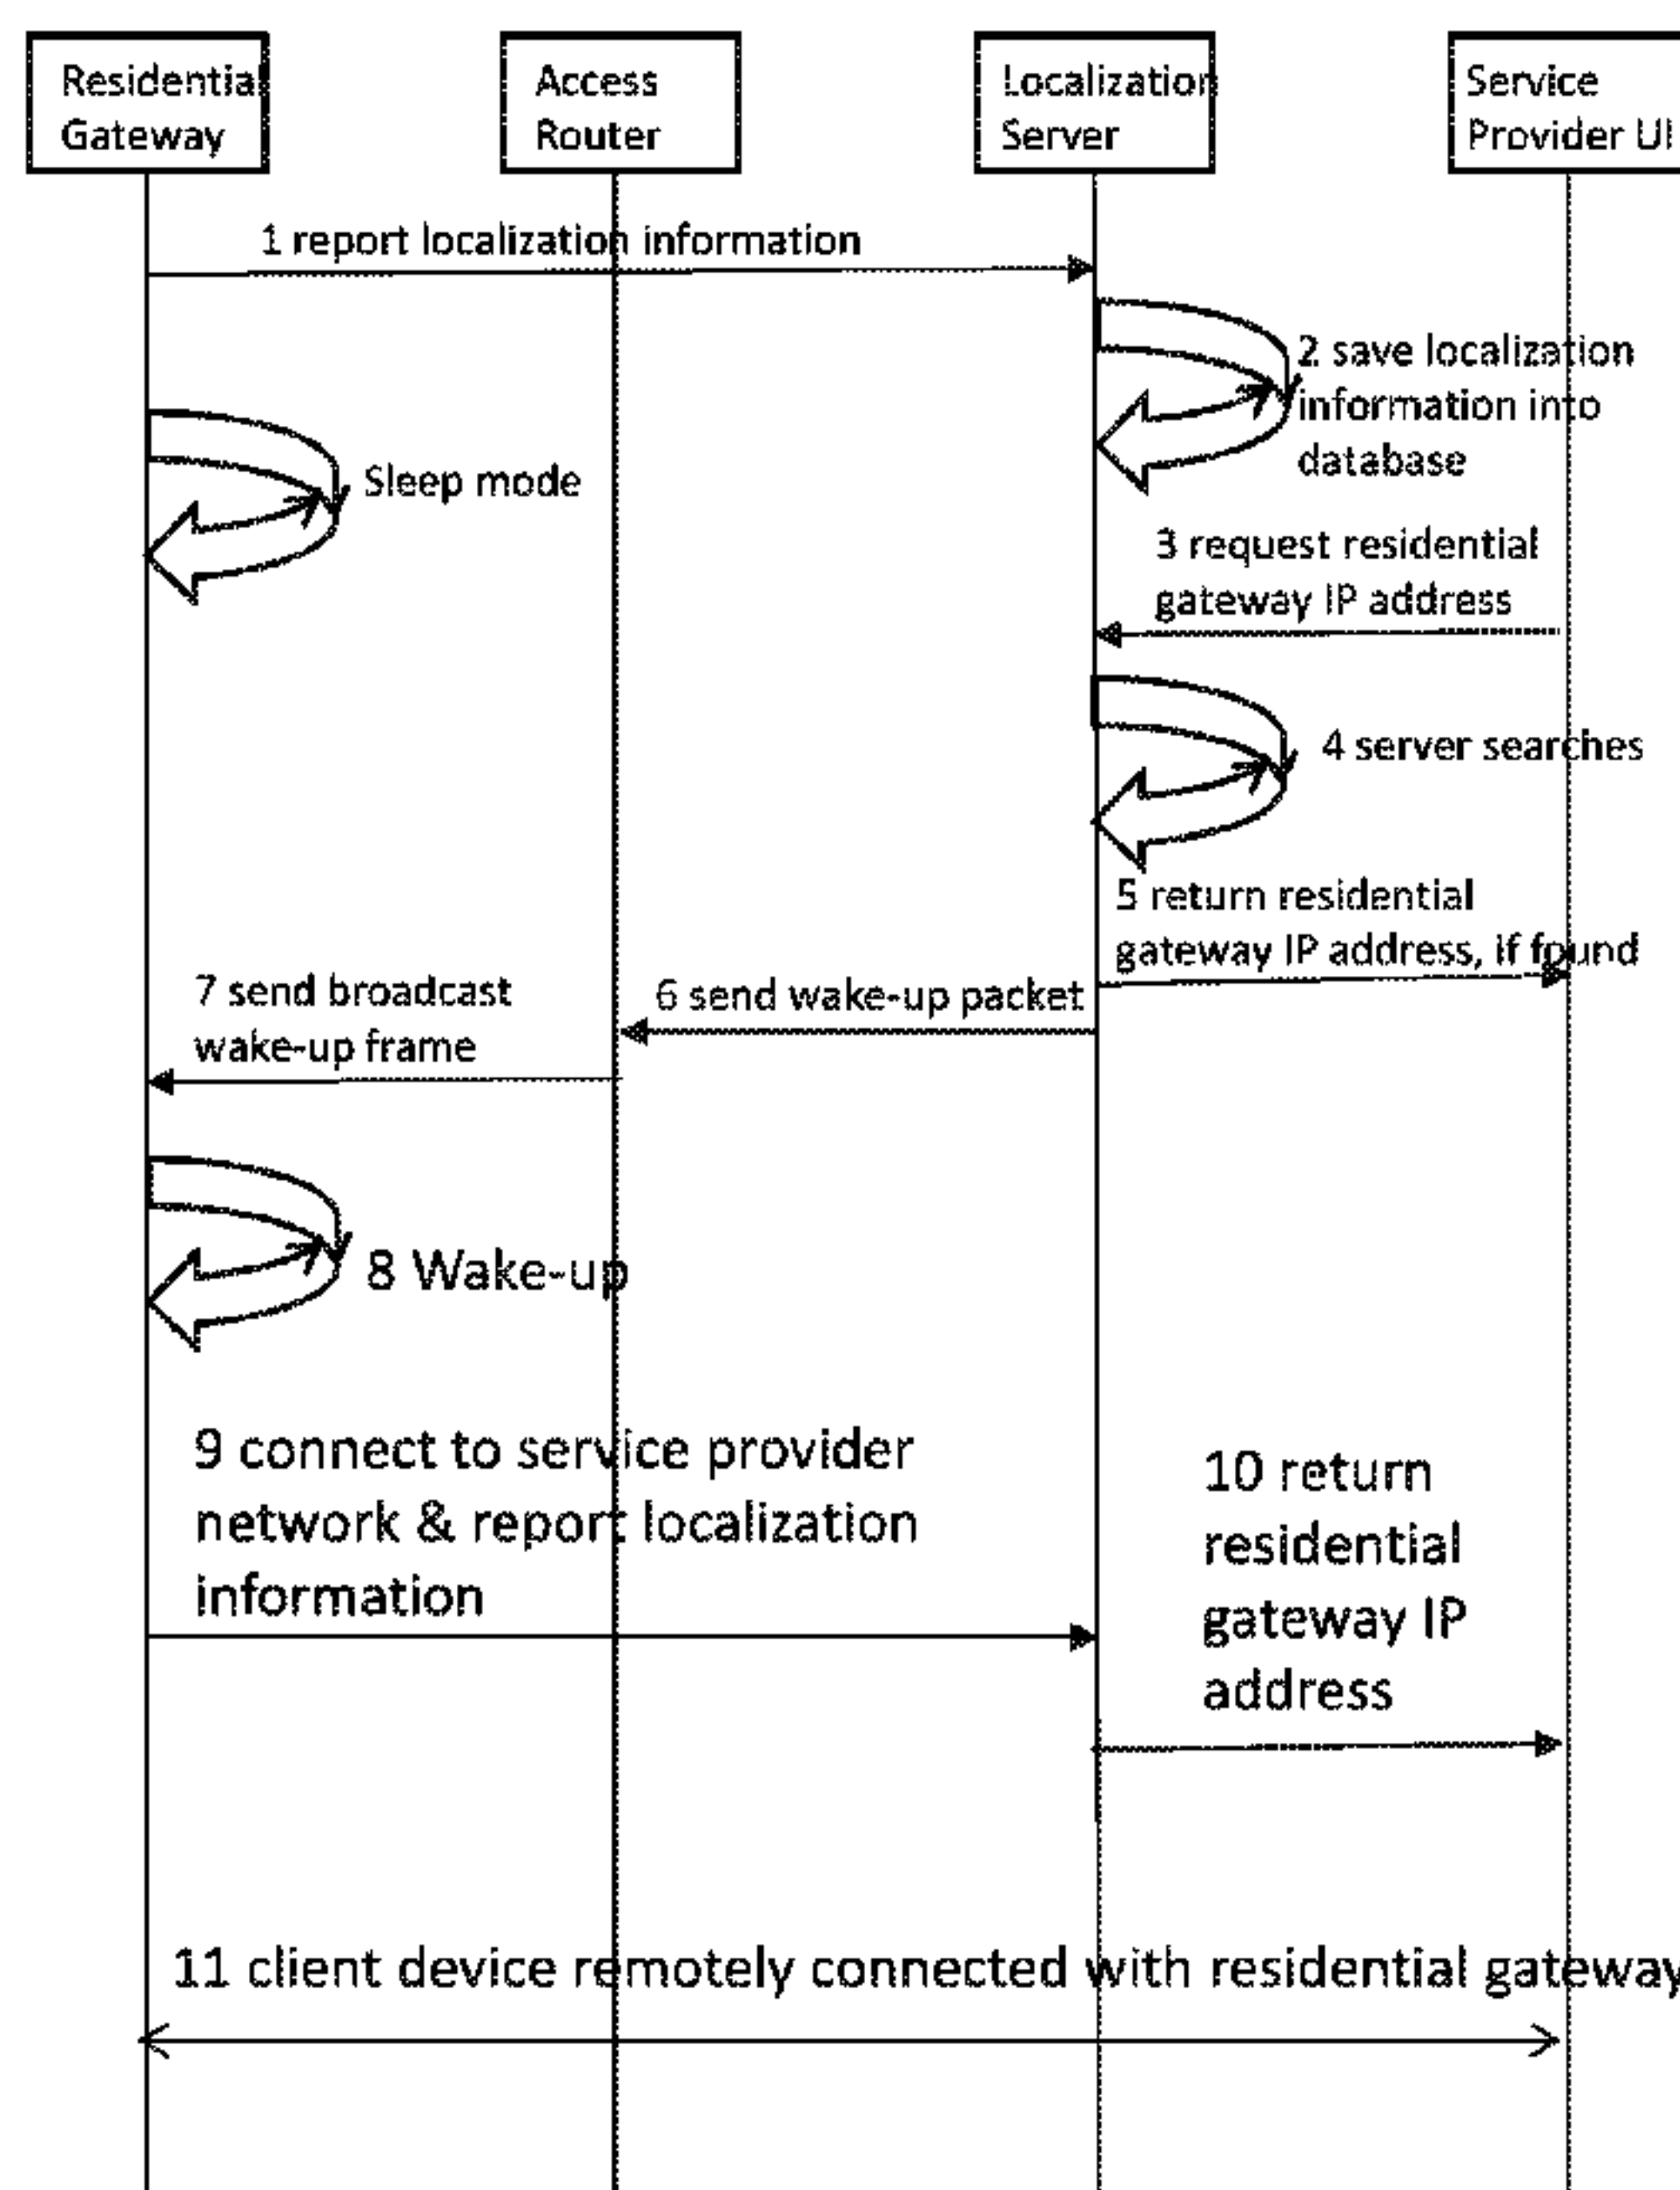 Residential
Gateway
Access
Router
Localization
Server
Service
Provider UI
1 report localization information
2 save localization
information into
database
Sleep mode
3 request residential
gateway IP address
4 server searches
5 return residential
gateway IP address, if found
6 send wake-up packet
7 send broadcast
wake-up frame
8 Wake-up
9 connect to service provider
network & report localization
information
10 return
residential
gateway IP
address
11 client device remotely connected with residential gateway